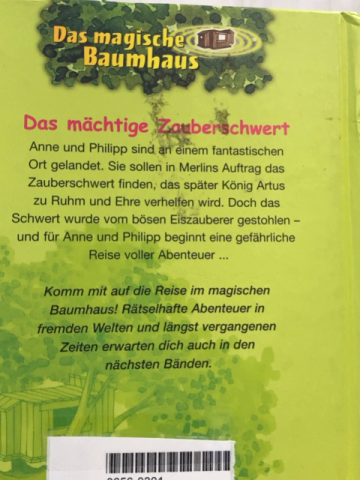 Das magische
Baumhaus
Das mächtige Zauberschwert
Anne und Philipp sind an einem fantastischen
Ort gelandet. Sie sollen in Merlins Auftrag das
Zauberschwert finden, das später König Artus
zu Ruhm und Ehre verhelfen wird. Doch das
Schwert wurde vom bösen Eiszauberer gestohlen –
und für Anne und Philipp beginnt eine gefährliche
Reise voller Abenteuer ...
Komm mit auf die Reise im magischen
Baumhaus! Rätselhafte Abenteuer in
fremden Welten und längst vergangenen
Zeiten erwarten dich auch in den
nächsten Bänden.